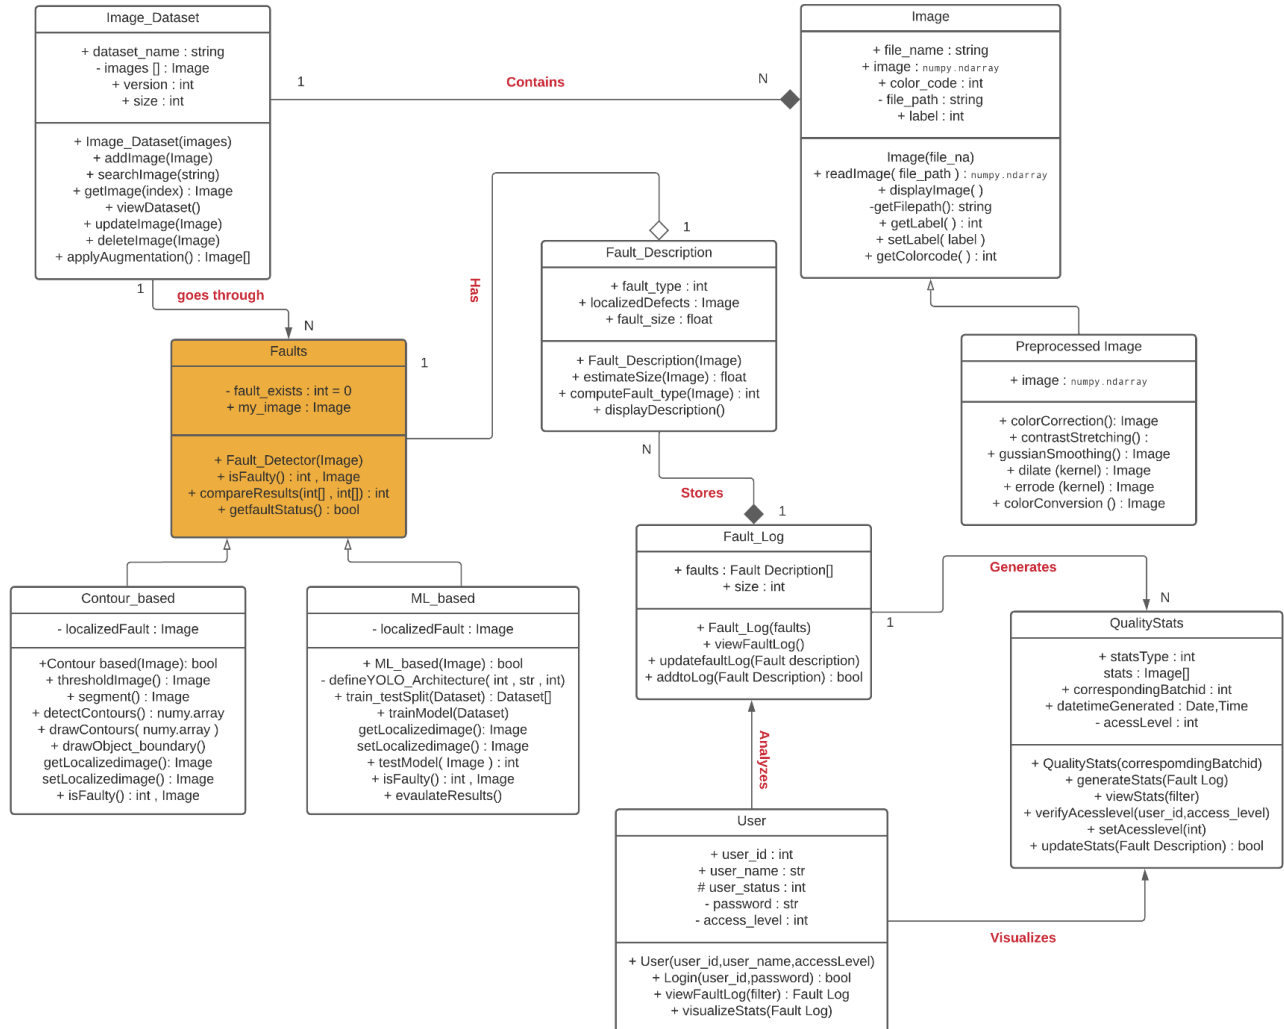 Image_Dataset
+ dataset_name : string
- images [] : Image
+ version : int
+ size : int
+ Image_Dataset(images)
+ addImage(Image)
+ searchImage(string)
+ getImage(index) : Image
+ viewDataset()
+ updateImage(Image)
+ deleteImage(Image)
+ applyAugmentation() : Image[]
1
Contains
N
Image
+ file_name : string
+ image : numpy.ndarray
+ color_code : int
- file_path : string
+ label : int
Image(file_na)
+ readImage( file_path ) : numpy.ndarray
+ displayImage( )
-getFilepath(): string
+ getLabel( ) : int
+ setLabel( label )
+ getColorcode( ) : int
1
goes through
N
Has
1
1
Faults
- fault_exists : int = 0
+ my_image : Image
+ Fault_Detector(Image)
+ isFaulty() : int , Image
+ compareResults(int[] , int[]) : int
+ getfaultStatus() : bool
Fault_Description
+ fault_type : int
+ localizedDefects : Image
+ fault_size : float
+ Fault_Description(Image)
+ estimateSize(Image) : float
+ computeFault_type(Image) : int
+ displayDescription()
Preprocessed Image
+ image : numpy.ndarray
+ colorCorrection(): Image
+ contrastStretching() :
+ gussianSmoothing() : Image
+ dilate (kernel) : Image
+ errode (kernel) : Image
+ colorConversion () : Image
N
Stores
1
Contour_based
- localizedFault : Image
+Contour based(Image): bool
+ thresholdImage() : Image
+ segment() : Image
+ detectContours() : numy.array
+ drawContours( numy.array )
+ drawObject_boundary()
getLocalizedimage(): Image
setLocalizedimage() : Image
+ isFaulty() : int , Image
ML_based
- localizedFault : Image
+ ML_based(Image) : bool
- defineYOLO_Architecture( int , str , int)
+ train_testSplit(Dataset) : Dataset[]
+ trainModel(Dataset)
getLocalizedimage(): Image
setLocalizedimage() : Image
+ testModel( Image ) : int
+ isFaulty() : int , Image
+ evaulateResults()
Fault_Log
+ faults : Fault Decription[]
+ size : int
+ Fault_Log(faults)
+ viewFaultLog()
+ updatefaultLog(Fault description)
+ addtoLog(Fault Description) : bool
1
Generates
N
QualityStats
+ statsType : int
stats : Image[]
+ correspondingBatchid : int
+ datetimeGenerated : Date,Time
- acessLevel : int
+ QualityStats(correspomdingBatchid)
+ generateStats(Fault Log)
+ viewStats(filter)
+ verifyAcesslevel(user_id,access_level)
+ setAcesslevel(int)
+ updateStats(Fault Description) : bool
Analyzes
User
+ user_id : int
+ user_name : str
# user_status : int
- password : str
- access_level : int
+ User(user_id,user_name,accessLevel)
+ Login(user_id,password) : bool
+ viewFaultLog(filter) : Fault Log
+ visualizeStats(Fault Log)
Visualizes